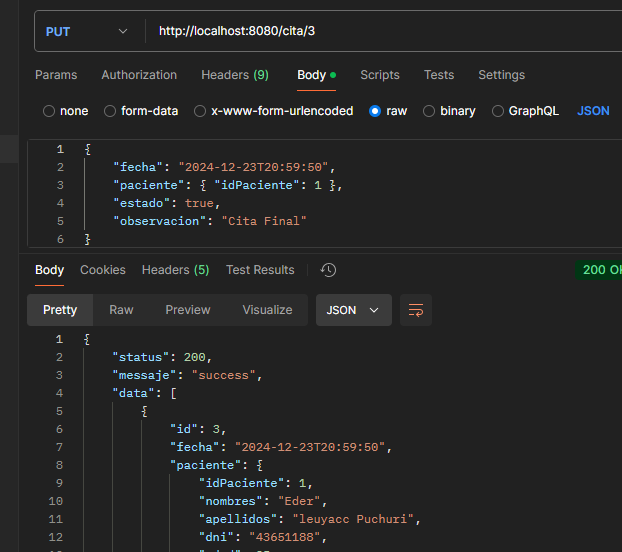 PUT http://localhost:8080/cita/3
Params Authorization Headers (9) Body Scripts Tests Settings
none form-data x-www-form-urlencoded raw binary GraphQL JSON
1 {
2 "fecha": "2024-12-23T20:59:50",
3 "paciente": { "idPaciente": 1 },
4 "estado": true,
5 "observacion": "Cita Final"
6 }
Body Cookies Headers (5) Test Results 200 OK
Pretty Raw Preview Visualize JSON
1 {
2 "status": 200,
3 "messaje": "success",
4 "data": [
5 {
6 "id": 3,
7 "fecha": "2024-12-23T20:59:50",
8 "paciente": {
9 "idPaciente": 1,
10 "nombres": "Eder",
11 "apellidos": "leuyacc Puchuri",
12 "dni": "43651188",